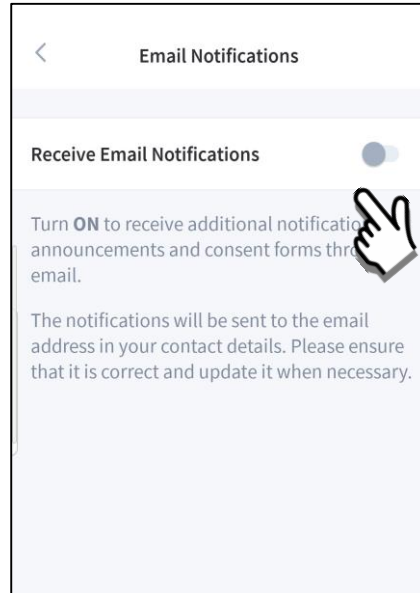 Email Notifications
Receive Email Notifications
Turn ON to receive additional
announcements and consent forms
email.
The notifications will be sent to the email
address in your contact details. Please ensure
that it is correct and update it when necessary.